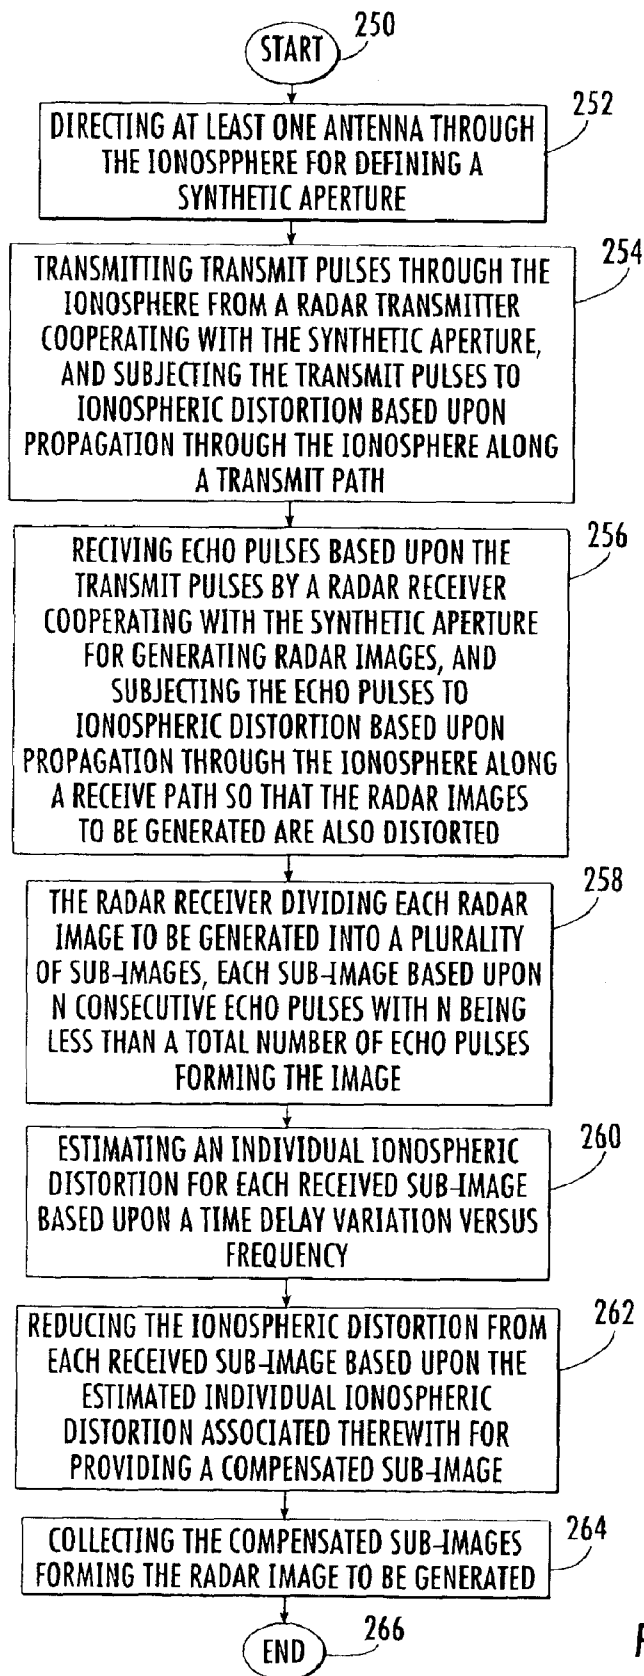 START
250
252
DIRECTING AT LEAST ONE ANTENNA THROUGH
THE IONOSPPHERE FOR DEFINING A
SYNTHETIC APERTURE
254
TRANSMITTING TRANSMIT PULSES THROUGH THE
IONOSPHERE FROM A RADAR TRANSMITTER
COOPERATING WITH THE SYNTHETIC APERTURE,
AND SUBJECTING THE TRANSMIT PULSES TO
IONOSPHERIC DISTORTION BASED UPON
PROPAGATION THROUGH THE IONOSPHERE ALONG
A TRANSMIT PATH
256
RECIVING ECHO PULSES BASED UPON THE
TRANSMIT PULSES BY A RADAR RECEIVER
COOPERATING WITH THE SYNTHETIC APERTURE
FOR GENERATING RADAR IMAGES, AND
SUBJECTING THE ECHO PULSES TO
IONOSPHERIC DISTORTION BASED UPON
PROPAGATION THROUGH THE IONOSPHERE ALONG
A RECEIVE PATH SO THAT THE RADAR IMAGES
TO BE GENERATED ARE ALSO DISTORTED
258
THE RADAR RECEIVER DIVIDING EACH RADAR
IMAGE TO BE GENERATED INTO A PLURALITY
OF SUB-IMAGES, EACH SUB-IMAGE BASED UPON
N CONSECUTIVE ECHO PULSES WITH N BEING
LESS THAN A TOTAL NUMBER OF ECHO PULSES
FORMING THE IMAGE
260
ESTIMATING AN INDIVIDUAL IONOSPHERIC
DISTORTION FOR EACH RECEIVED SUB-IMAGE
BASED UPON A TIME DELAY VARIATION VERSUS
FREQUENCY
262
REDUCING THE IONOSPHERIC DISTORTION FROM
EACH RECEIVED SUB-IMAGE BASED UPON THE
ESTIMATED INDIVIDUAL IONOSPHERIC
DISTORTION ASSOCIATED THEREWITH FOR
PROVIDING A COMPENSATED SUB-IMAGE
264
COLLECTING THE COMPENSATED SUB-IMAGES
FORMING THE RADAR IMAGE TO BE GENERATED
END
266